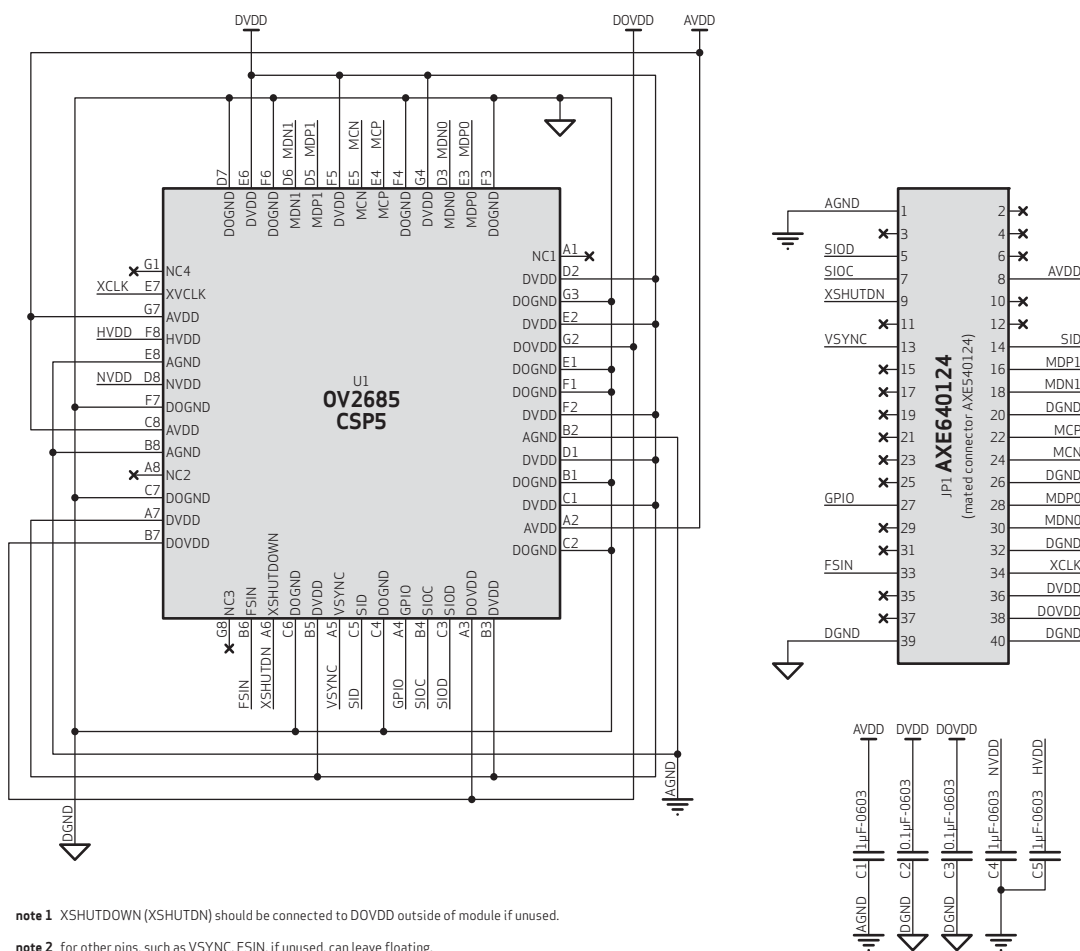 DVDD
DOVDD
AVDD
D7
E6
F6
D6 MDN1
D5 MDP1
F5
E5 MCN
E4 MCP
F4
G4
D3 MDN0
E3 MDP0
F3
DOGND
DVDD
DOGND
MDN1
MDP1
DVDD
MCN
MCP
DOGND
DVDD
MDN0
MDP0
DOGND
G1 NC4
XCLK E7 XVCLK
G7 AVDD
HVDD F8 HVDD
E8 AGND
NVDD D8 NVDD
F7 DOGND
C8 AVDD
B8 AGND
A8 NC2
C7 DOGND
A7 DVDD
B7 DOVDD
U1
OV2685
CSP5
NC1 A1
DVDD D2
DOGND G3
DVDD E2
DOVDD G2
DOGND E1
DOGND F1
DVDD F2
AGND B2
DVDD D1
DOGND B1
DVDD C1
AVDD A2
DOGND C2
NC3
FSIN
XSHUTDOWN
DOGND
DVDD
VSYNC
SID
DOGND
GPIO
SIOC
SIOD
DOVDD
DVDD
G8
FSIN B6
XSHUTDN A6
C6
B5
VSYNC A5
SID C5
C4
GPIO A4
SIOC B4
SIOD C3
A3
B3
DGND
AGND
AGND 1
3
SIOD 5
SIOC 7
XSHUTDN 9
11
VSYNC 13
15
17
19
21
23
25
GPIO 27
29
31
FSIN 33
35
37
DGND 39
JP1 AXE640124
(mated connector AXE540124)
2
4
6
8 AVDD
10
12
14 SID
16 MDP1
18 MDN1
20 DGND
22 MCP
24 MCN
26 DGND
28 MDP0
30 MDN0
32 DGND
34 XCLK
36 DVDD
38 DOVDD
40 DGND
AVDD
DVDD
DOVDD
AGND C1 1µF-0603
DGND C2 0.1µF-0603
DGND C3 0.1µF-0603
C4 1µF-0603 NVDD
C5 1µF-0603 HVDD
note 1 XSHUTDOWN (XSHUTDN) should be connected to DOVDD outside of module if unused.
note 2 for other pins, such as VSYNC, FSIN, if unused, can leave floating.